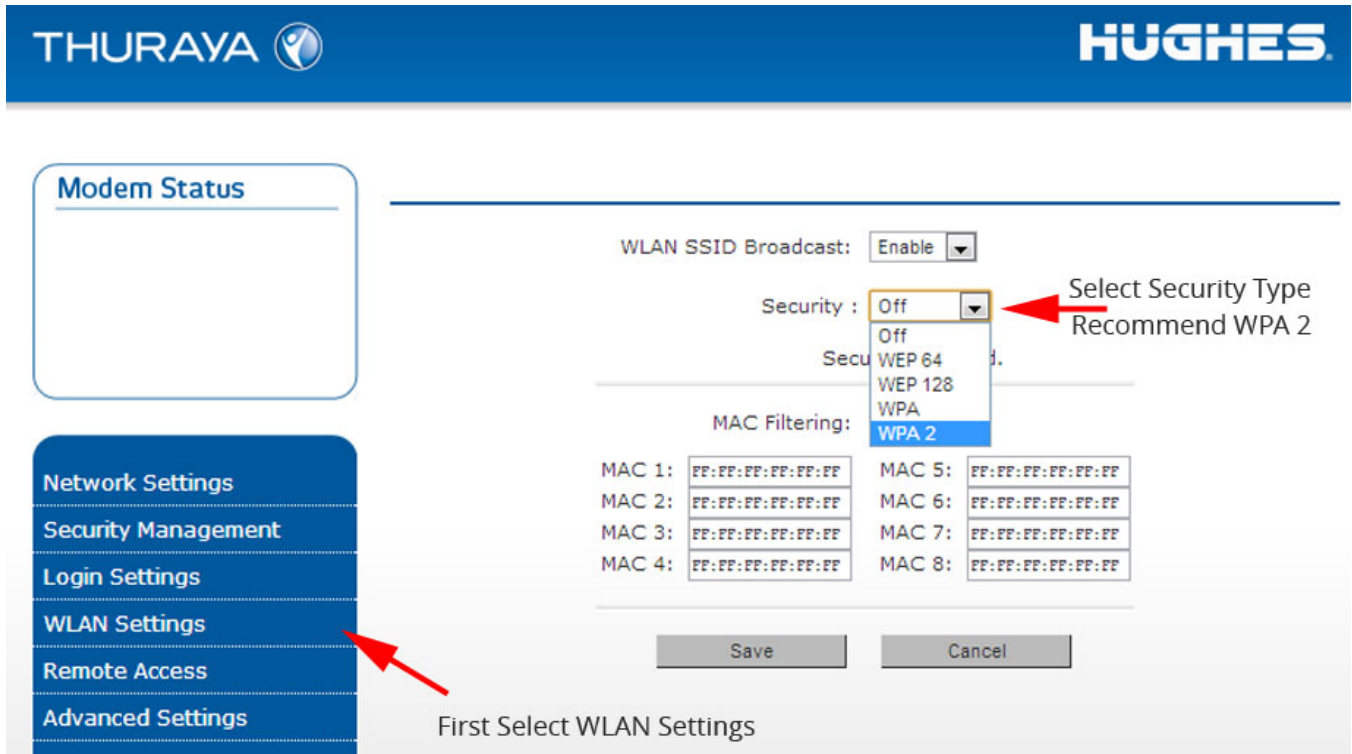 THURAYA
HUGHES.
Modem Status
WLAN SSID Broadcast: Enable
Security : Off
Select Security Type
Recommend WPA 2
Off
WEP 64
WEP 128
WPA
WPA 2
MAC Filtering:
MAC 1: FF:FF:FF:FF:FF:FF MAC 5: FF:FF:FF:FF:FF:FF
MAC 2: FF:FF:FF:FF:FF:FF MAC 6: FF:FF:FF:FF:FF:FF
MAC 3: FF:FF:FF:FF:FF:FF MAC 7: FF:FF:FF:FF:FF:FF
MAC 4: FF:FF:FF:FF:FF:FF MAC 8: FF:FF:FF:FF:FF:FF
Save Cancel
Network Settings
Security Management
Login Settings
WLAN Settings
Remote Access
Advanced Settings
First Select WLAN Settings